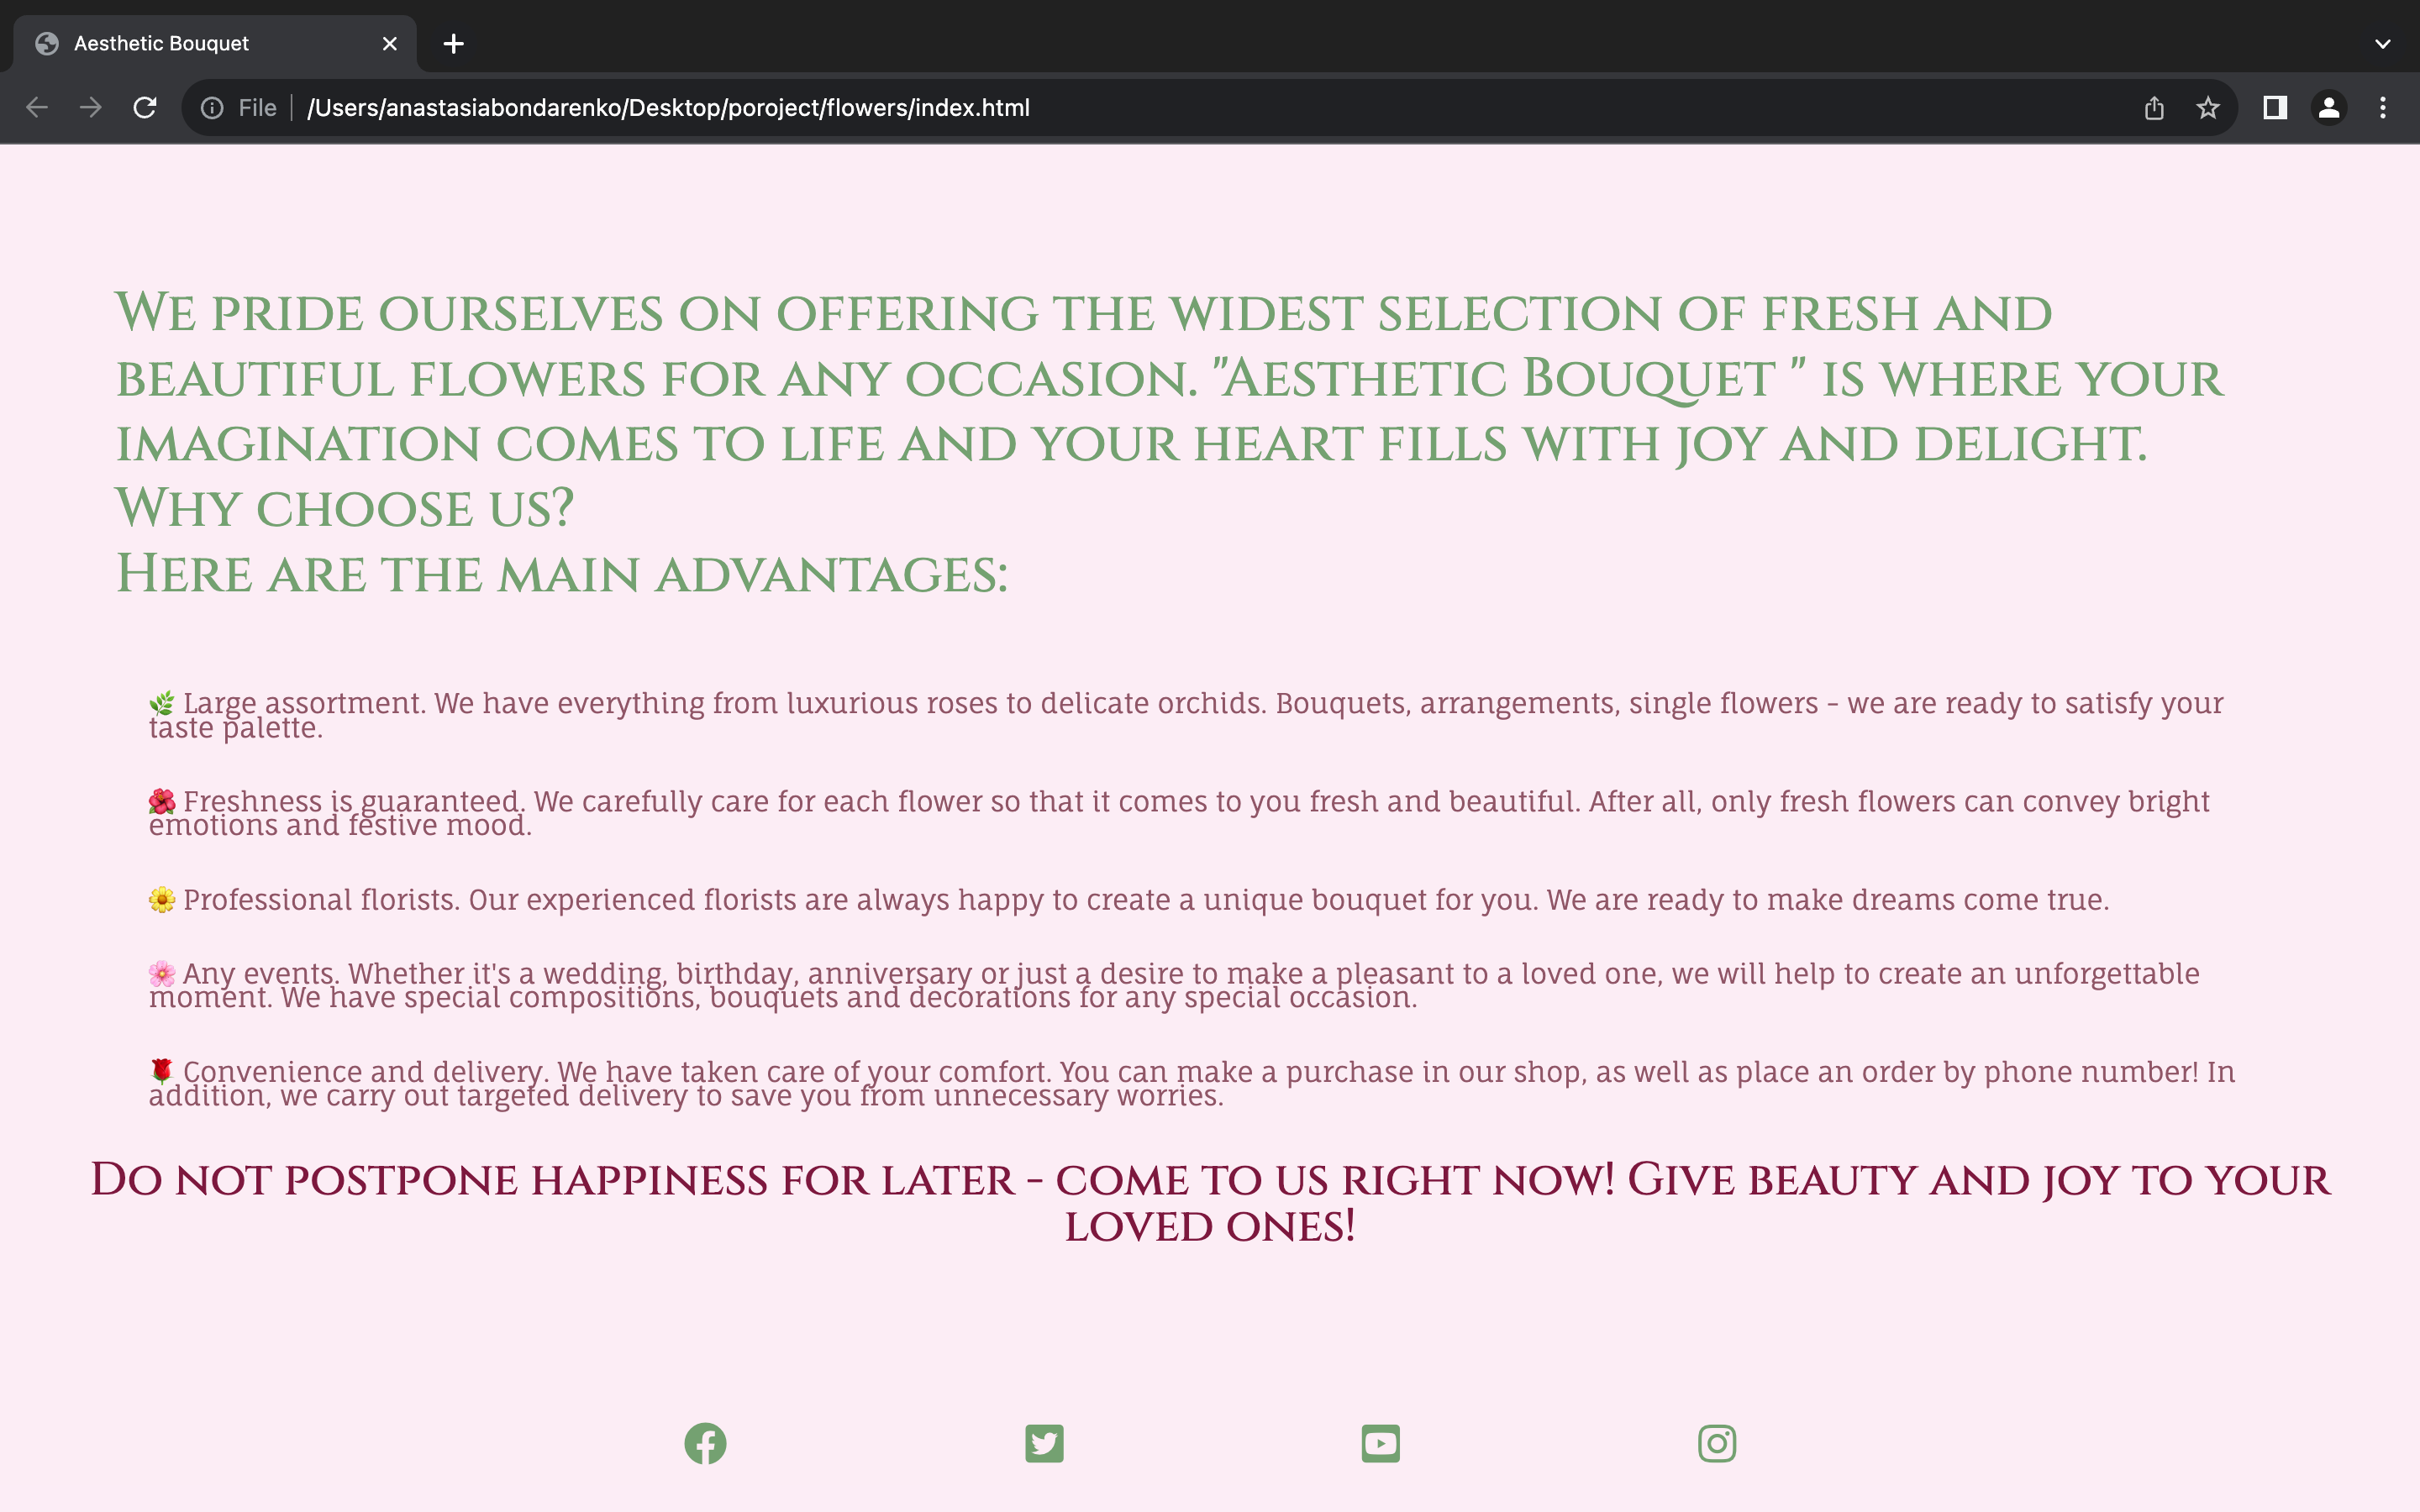 Aesthetic Bouquet
File
/Users/anastasiabondarenko/Desktop/poroject/flowers/index.html
We pride ourselves on offering the widest selection of fresh and
beautiful flowers for any occasion. "Aesthetic Bouquet " is where your
imagination comes to life and your heart fills with joy and delight.
Why choose us?
Here are the main advantages:
🌿 Large assortment. We have everything from luxurious roses to delicate orchids. Bouquets, arrangements, single flowers - we are ready to satisfy your
taste palette.
🌺 Freshness is guaranteed. We carefully care for each flower so that it comes to you fresh and beautiful. After all, only fresh flowers can convey bright
emotions and festive mood.
🌼 Professional florists. Our experienced florists are always happy to create a unique bouquet for you. We are ready to make dreams come true.
🌸 Any events. Whether it's a wedding, birthday, anniversary or just a desire to make a pleasant to a loved one, we will help to create an unforgettable
moment. We have special compositions, bouquets and decorations for any special occasion.
🌹 Convenience and delivery. We have taken care of your comfort. You can make a purchase in our shop, as well as place an order by phone number! In
addition, we carry out targeted delivery to save you from unnecessary worries.
Do not postpone happiness for later - come to us right now! Give beauty and joy to your
loved ones!